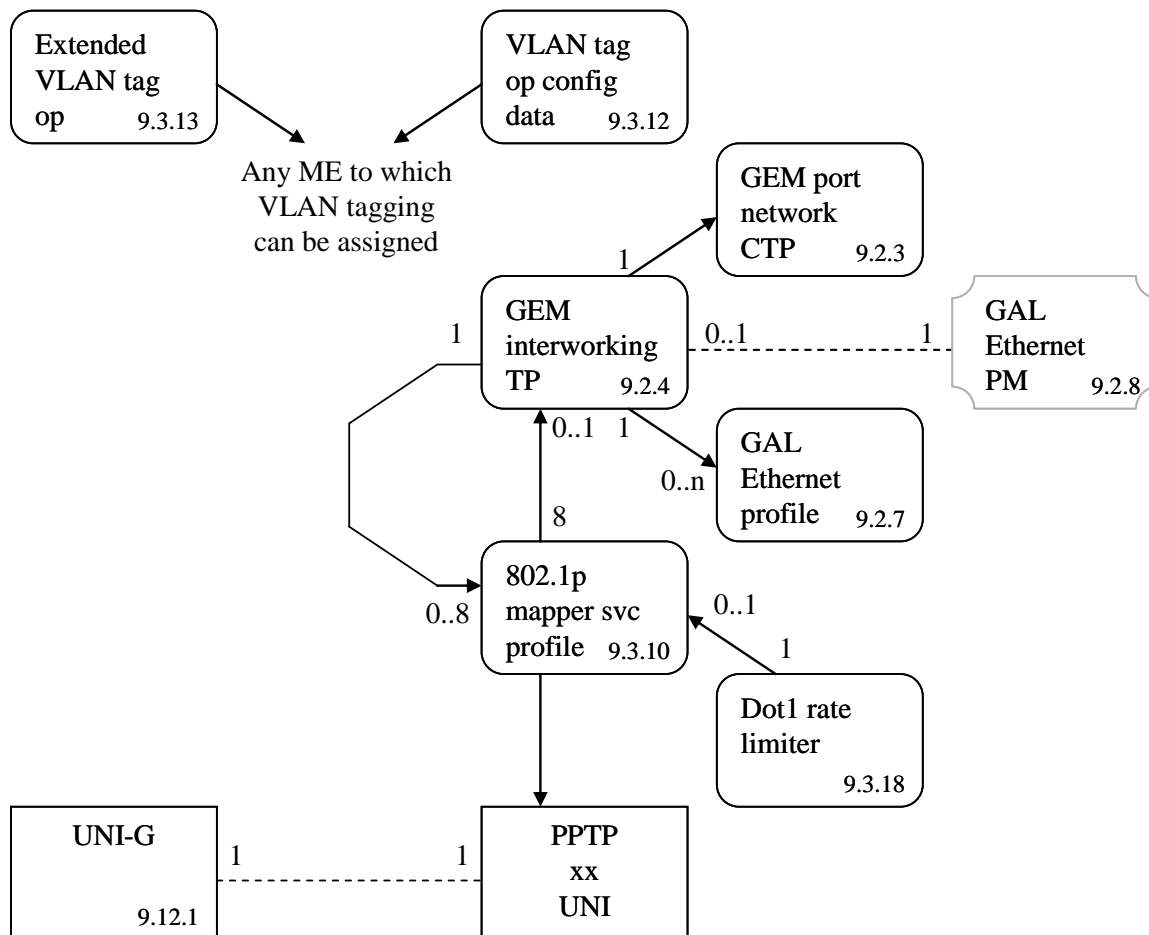 Extended
VLAN tag
op
9.3.13
VLAN tag
op config
data
9.3.12
Any ME to which
VLAN tagging
can be assigned
GEM port
network
CTP
9.2.3
1
GEM
interworking
TP
9.2.4
1
0..1
1
GAL
Ethernet
PM
9.2.8
0..1
1
0..n
GAL
Ethernet
profile
9.2.7
8
802.1p
mapper svc
profile
9.3.10
0..8
0..1
1
Dot1 rate
limiter
9.3.18
UNI-G
9.12.1
1
1
PPTP
xx
UNI